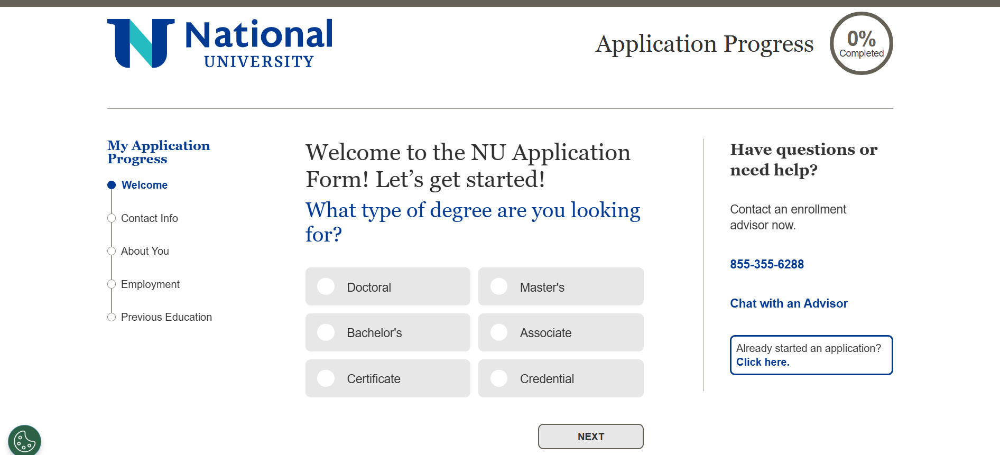 National
UNIVERSITY
Application Progress
0%
Completed
My Application
Progress
Welcome
Contact Info
About You
Employment
Previous Education
Welcome to the NU Application
Form! Let’s get started!
What type of degree are you looking
for?
Doctoral
Master's
Bachelor's
Associate
Certificate
Credential
NEXT
Have questions or
need help?
Contact an enrollment
advisor now.
855-355-6288
Chat with an Advisor
Already started an application?
Click here.